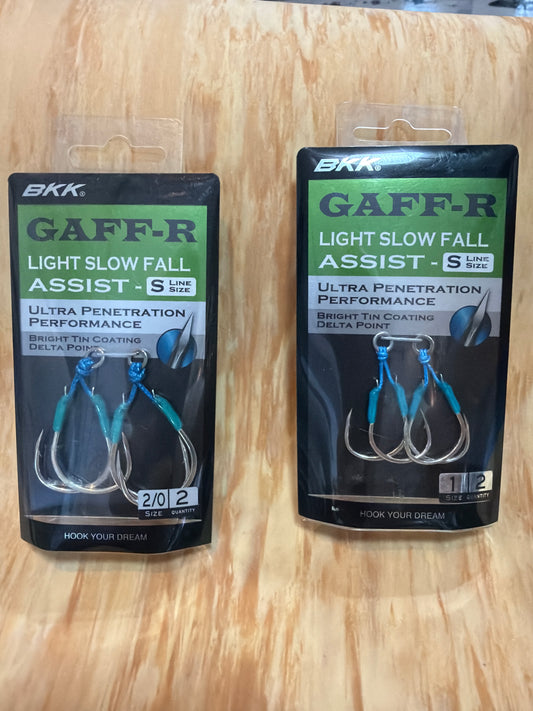 BKK®
GAFF-R
LIGHT SLOW FALL
ASSIST - S LINE SIZE
ULTRA PENETRATION
PERFORMANCE
BRIGHT TIN COATING
DELTA POINT
2/0 2
SIZE QUANTITY
HOOK YOUR DREAM
BKK®
GAFF-R
LIGHT SLOW FALL
ASSIST - S LINE SIZE
ULTRA PENETRATION
PERFORMANCE
BRIGHT TIN COATING
DELTA POINT
1 2
SIZE QUANTITY
HOOK YOUR DREAM